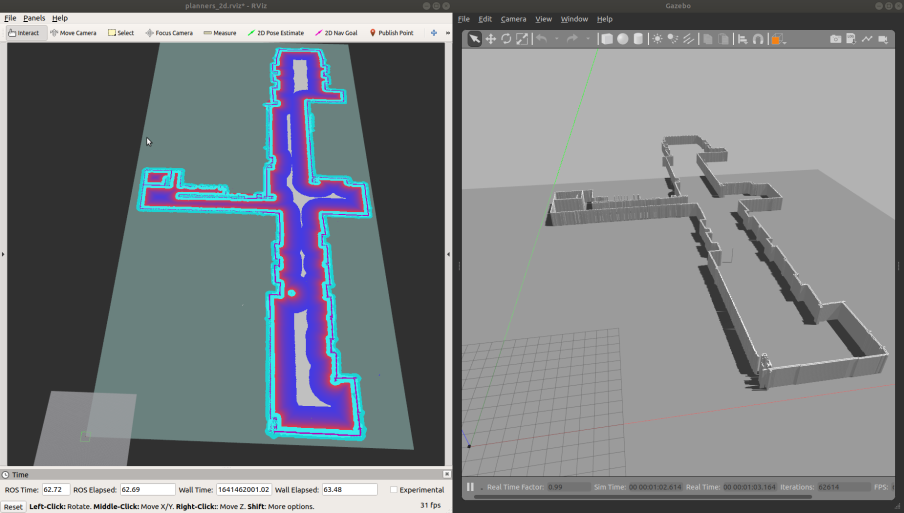 planners_2d.rviz* - RViz
File Panels Help
Interact Move Camera Select Focus Camera Measure 2D Pose Estimate 2D Nav Goal Publish Point »
Time
ROS Time: 62.72 ROS Elapsed: 62.69 Wall Time: 1641462001.02 Wall Elapsed: 63.48 Experimental
Reset Left-Click: Rotate. Middle-Click: Move X/Y. Right-Click:: Move Z. Shift: More options. 31 fps
Gazebo
File Edit Camera View Window Help
Real Time Factor: 0.99 Sim Time: 00 00:01:02.614 Real Time: 00 00:01:03.164 Iterations: 62614 FPS: